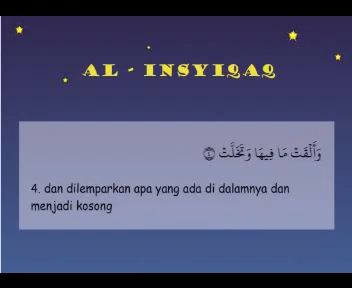 AL - INSYIQAQ
وَأَلْقَتْ مَا فِيهَا وَتَخَلَّتْ ۝٤
4. dan dilemparkan apa yang ada di dalamnya dan
menjadi kosong